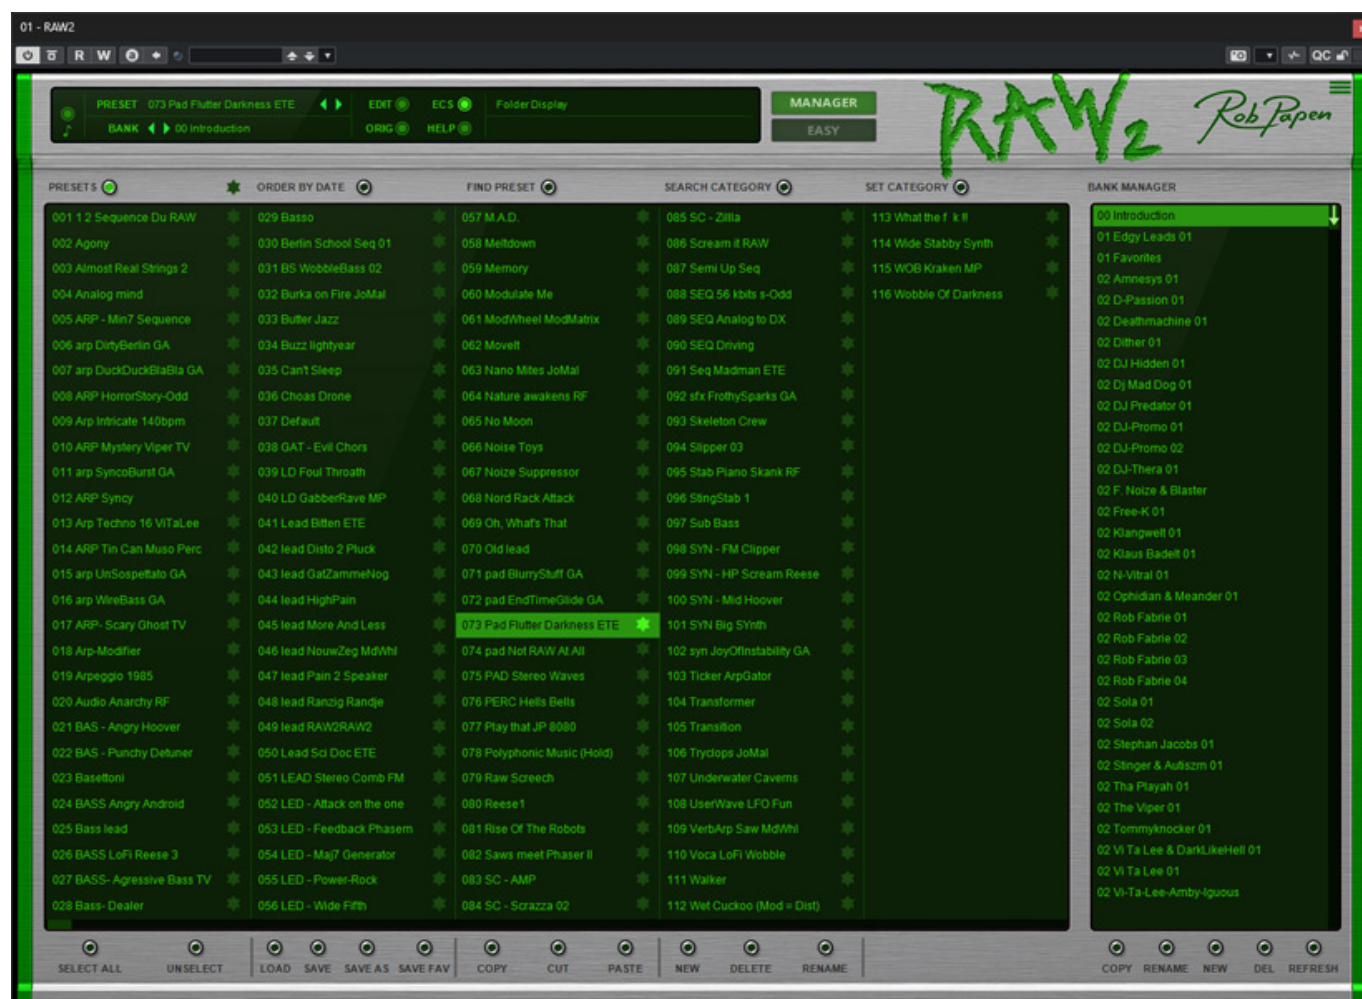 01 - RAW2
R W QC
PRESET 073 Pad Flutter Darkness ETE EDIT ECS Folder Display
BANK 00 Introduction ORIG HELP
MANAGER
EASY
RAW2
Rob Papen
PRESETS ORDER BY DATE FIND PRESET SEARCH CATEGORY SET CATEGORY BANK MANAGER
001 1 2 Sequence Du RAW
002 Agony
003 Almost Real Strings 2
004 Analog mind
005 ARP - Min7 Sequence
006 arp DirtyBerlin GA
007 arp DuckDuckBlaBla GA
008 ARP HorrorStory-Odd
009 Arp Intricate 140bpm
010 ARP Mystery Viper TV
011 arp SyncoBurst GA
012 ARP Syncy
013 Arp Techno 16 ViTaLee
014 ARP Tin Can Muso Perc
015 arp UnSospettato GA
016 arp WireBass GA
017 ARP- Scary Ghost TV
018 Arp-Modifier
019 Arpeggio 1985
020 Audio Anarchy RF
021 BAS - Angry Hoover
022 BAS - Punchy Detuner
023 Basettoni
024 BASS Angry Android
025 Bass lead
026 BASS LoFi Reese 3
027 BASS- Agressive Bass TV
028 Bass- Dealer
029 Basso
030 Berlin School Seq 01
031 BS WobbleBass 02
032 Burka on Fire JoMal
033 Butter Jazz
034 Buzz lightyear
035 Can't Sleep
036 Choas Drone
037 Default
038 GAT - Evil Chors
039 LD Foul Throath
040 LD GabberRave MP
041 Lead Bitten ETE
042 lead Disto 2 Pluck
043 lead GatZammeNog
044 lead HighPain
045 lead More And Less
046 lead NouwZeg MdWhl
047 lead Pain 2 Speaker
048 lead Ranzig Randje
049 lead RAW2RAW2
050 Lead Sci Doc ETE
051 LEAD Stereo Comb FM
052 LED - Attack on the one
053 LED - Feedback Phasem
054 LED - Maj7 Generator
055 LED - Power-Rock
056 LED - Wide Fifth
057 M.A.D.
058 Meltdown
059 Memory
060 Modulate Me
061 ModWheel ModMatrix
062 MoveIt
063 Nano Mites JoMal
064 Nature awakens RF
065 No Moon
066 Noise Toys
067 Noize Suppressor
068 Nord Rack Attack
069 Oh, What's That
070 Old lead
071 pad BlurryStuff GA
072 pad EndTimeGlide GA
073 Pad Flutter Darkness ETE
074 pad Not RAW At All
075 PAD Stereo Waves
076 PERC Hells Bells
077 Play that JP 8080
078 Polyphonic Music (Hold)
079 Raw Screech
080 Reese1
081 Rise Of The Robots
082 Saws meet Phaser II
083 SC - AMP
084 SC - Scrazza 02
085 SC - Zillla
086 Scream it RAW
087 Semi Up Seq
088 SEQ 56 kbits s-Odd
089 SEQ Analog to DX
090 SEQ Driving
091 Seq Madman ETE
092 sfx FrothySparks GA
093 Skeleton Crew
094 Slipper 03
095 Stab Piano Skank RF
096 StingStab 1
097 Sub Bass
098 SYN - FM Clipper
099 SYN - HP Scream Reese
100 SYN - Mid Hoover
101 SYN Big SYnth
102 syn JoyOfInstability GA
103 Ticker ArpGator
104 Transformer
105 Transition
106 Tryclops JoMal
107 Underwater Caverns
108 UserWave LFO Fun
109 VerbArp Saw MdWhl
110 Voca LoFi Wobble
111 Walker
112 Wet Cuckoo (Mod = Dist)
113 What the f k !!
114 Wide Stabby Synth
115 WOB Kraken MP
116 Wobble Of Darkness
00 Introduction
01 Edgy Leads 01
01 Favorites
02 Amnesys 01
02 D-Passion 01
02 Deathmachine 01
02 Dither 01
02 DJ Hidden 01
02 Dj Mad Dog 01
02 DJ Predator 01
02 DJ-Promo 01
02 DJ-Promo 02
02 DJ-Thera 01
02 F. Noize & Blaster
02 Free-K 01
02 Klangwelt 01
02 Klaus Badelt 01
02 N-Vitral 01
02 Ophidian & Meander 01
02 Rob Fabrie 01
02 Rob Fabrie 02
02 Rob Fabrie 03
02 Rob Fabrie 04
02 Sola 01
02 Sola 02
02 Stephan Jacobs 01
02 Stinger & Autiszm 01
02 Tha Playah 01
02 The Viper 01
02 Tommyknocker 01
02 Vi Ta Lee & DarkLikeHell 01
02 Vi Ta Lee 01
02 Vi-Ta-Lee-Amby-Iguous
SELECT ALL UNSELECT LOAD SAVE SAVE AS SAVE FAV COPY CUT PASTE NEW DELETE RENAME COPY RENAME NEW DEL REFRESH